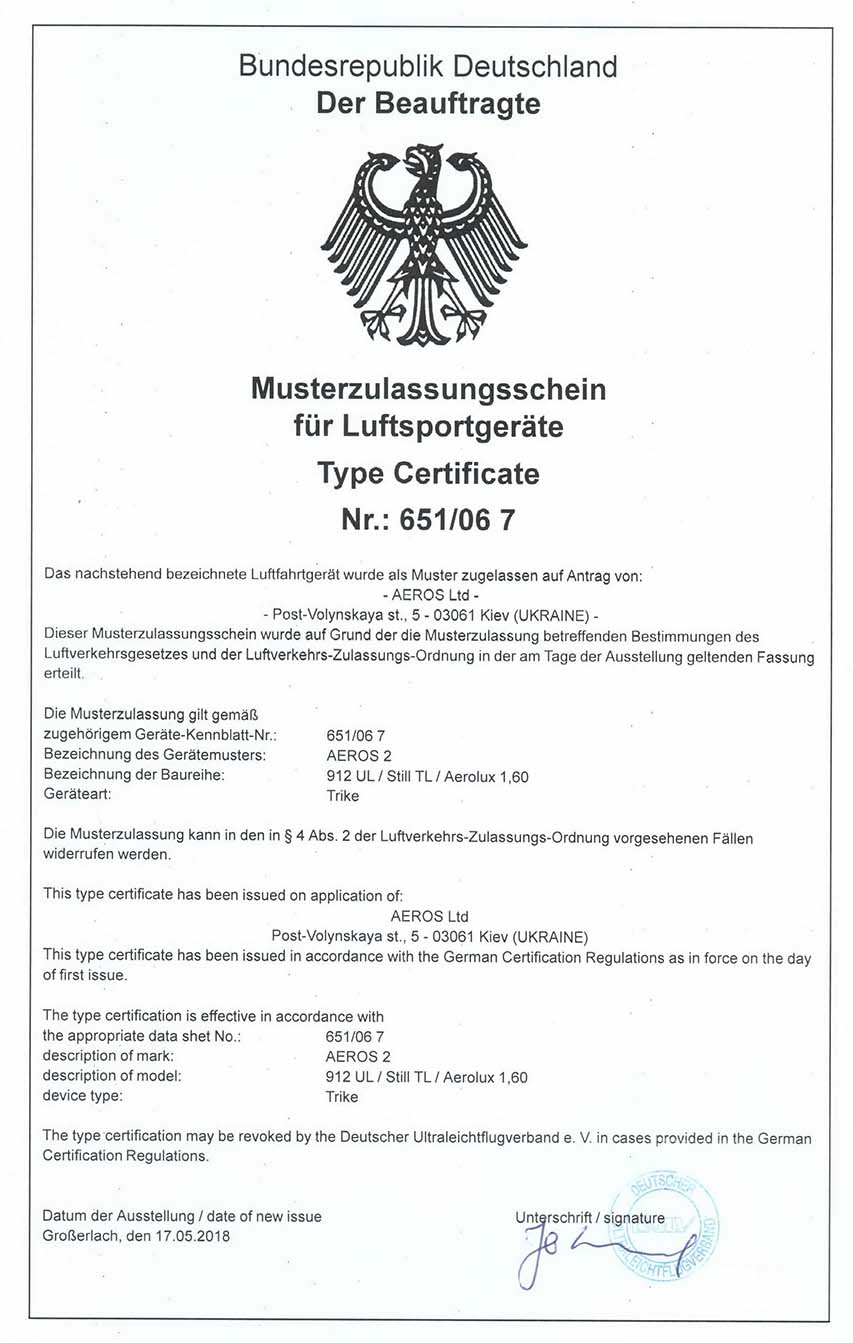 Bundesrepublik Deutschland
Der Beauftragte
Musterzulassungsschein
für Luftsportgeräte
Type Certificate
Nr.: 651/06 7
Das nachstehend bezeichnete Luftfahrtgerät wurde als Muster zugelassen auf Antrag von:
- AEROS Ltd -
- Post-Volynskaya st., 5 - 03061 Kiev (UKRAINE) -
Dieser Musterzulassungsschein wurde auf Grund der die Musterzulassung betreffenden Bestimmungen des
Luftverkehrsgesetzes und der Luftverkehrs-Zulassungs-Ordnung in der am Tage der Ausstellung geltenden Fassung
erteilt.
Die Musterzulassung gilt gemäß
zugehörigem Geräte-Kennblatt-Nr.: 651/06 7
Bezeichnung des Gerätemusters: AEROS 2
Bezeichnung der Baureihe: 912 UL / Still TL / Aerolux 1,60
Geräteart: Trike
Die Musterzulassung kann in den in § 4 Abs. 2 der Luftverkehrs-Zulassungs-Ordnung vorgesehenen Fällen
widerrufen werden.
This type certificate has been issued on application of:
AEROS Ltd
Post-Volynskaya st., 5 - 03061 Kiev (UKRAINE)
This type certificate has been issued in accordance with the German Certification Regulations as in force on the day
of first issue.
The type certification is effective in accordance with
the appropriate data shet No.: 651/06 7
description of mark: AEROS 2
description of model: 912 UL / Still TL / Aerolux 1,60
device type: Trike
The type certification may be revoked by the Deutscher Ultraleichtflugverband e. V. in cases provided in the German
Certification Regulations.
Datum der Ausstellung / date of new issue Unterschrift / signature
Großerlach, den 17.05.2018
DEUTSCHER